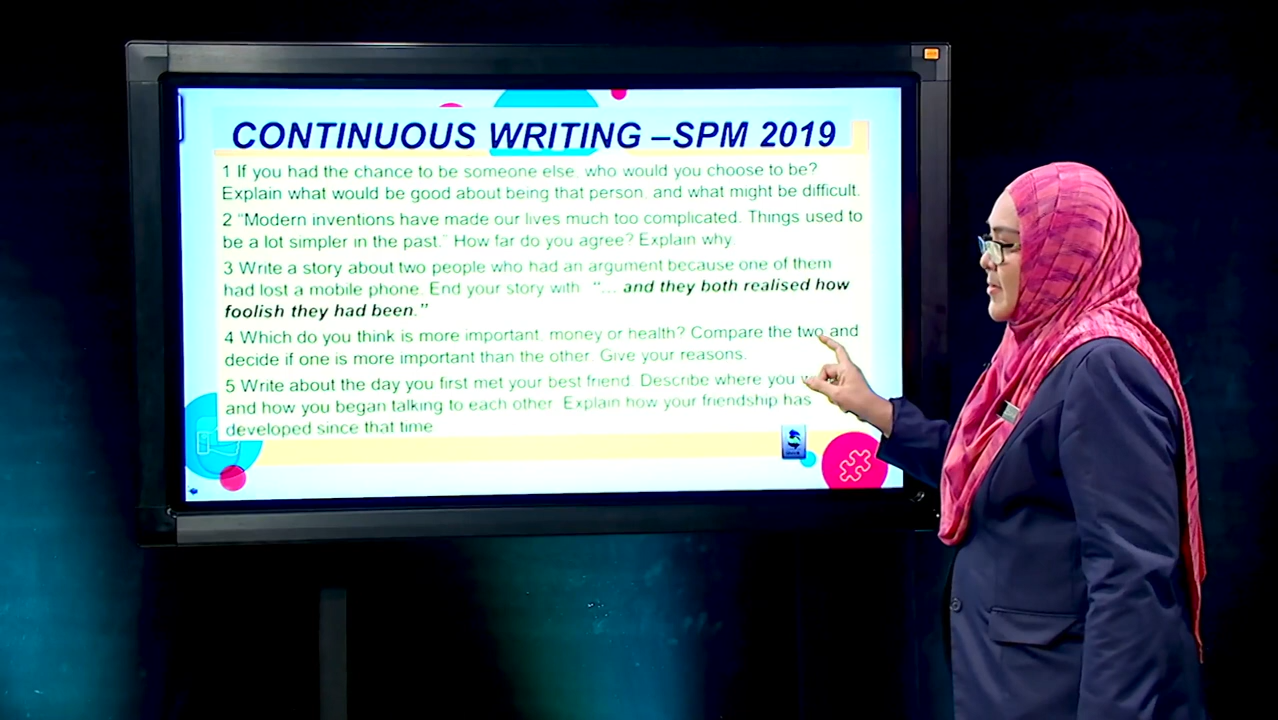 CONTINUOUS WRITING –SPM 2019
1 If you had the chance to be someone else, who would you choose to be?
Explain what would be good about being that person, and what might be difficult.
2 "Modern inventions have made our lives much too complicated. Things used to
be a lot simpler in the past." How far do you agree? Explain why.
3 Write a story about two people who had an argument because one of them
had lost a mobile phone. End your story with "... and they both realised how
foolish they had been."
4 Which do you think is more important, money or health? Compare the two and
decide if one is more important than the other. Give your reasons.
5 Write about the day you first met your best friend. Describe where you
and how you began talking to each other. Explain how your friendship has
developed since that time